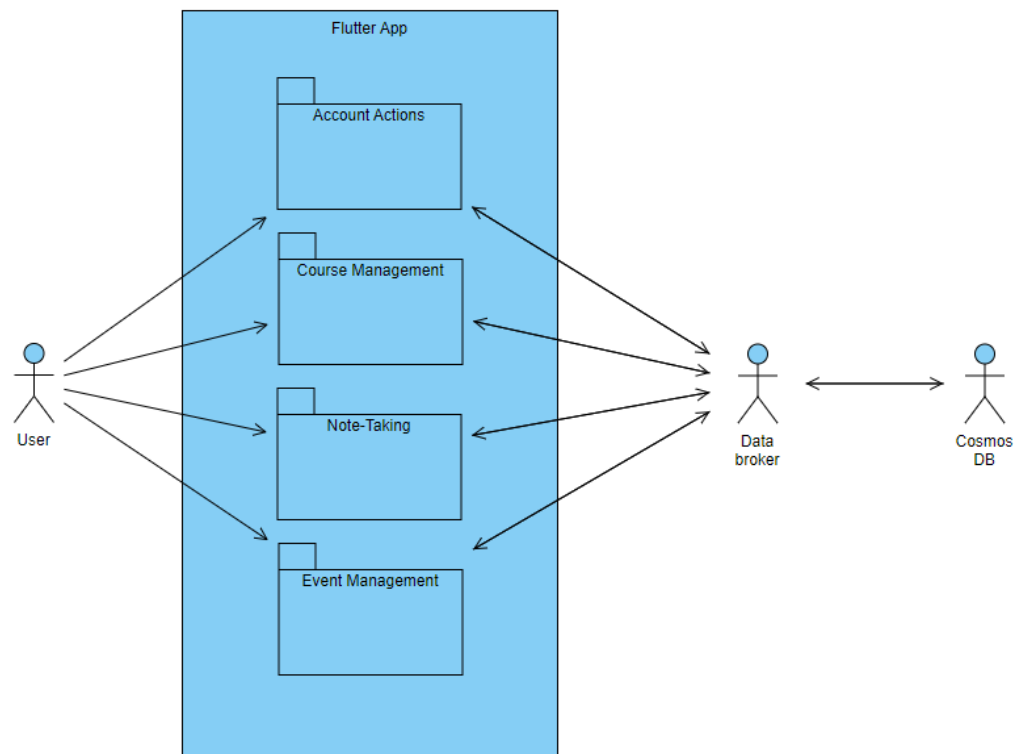 Flutter App
Account Actions
Course Management
Note-Taking
Event Management
User
Data
broker
Cosmos
DB